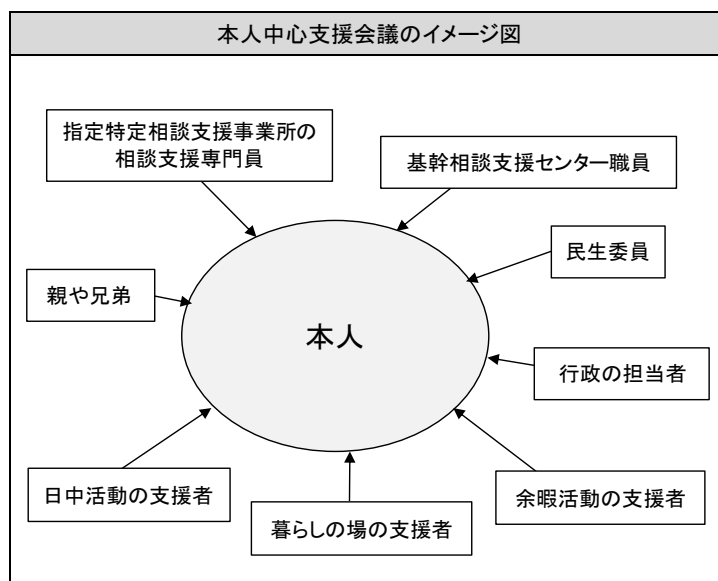 本人中心支援会議のイメージ図
指定特定相談支援事業所の
相談支援専門員
基幹相談支援センター職員
民生委員
親や兄弟
本人
行政の担当者
日中活動の支援者
余暇活動の支援者
暮らしの場の支援者